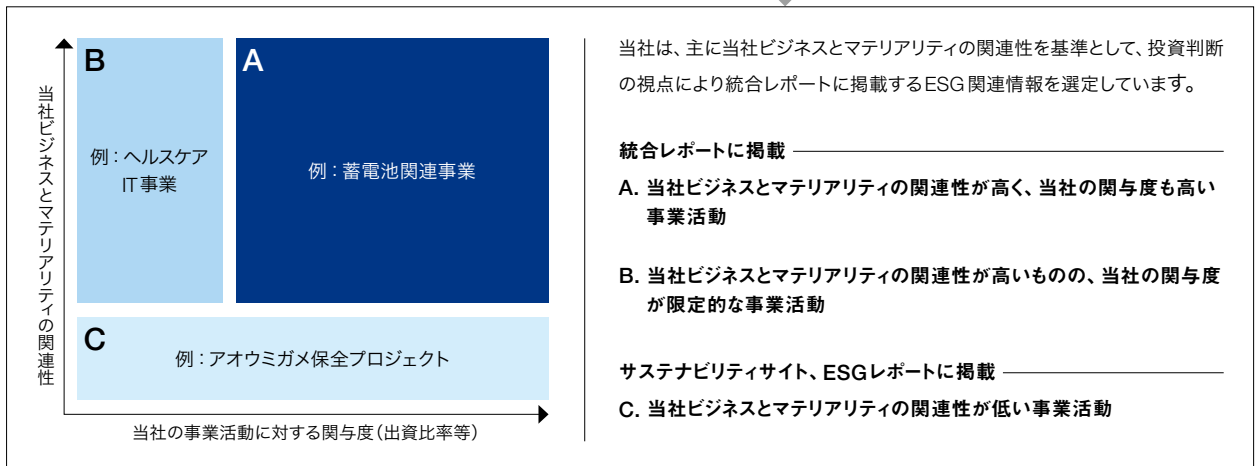 当社ビジネスとマテリアリティの関連性
B
例：ヘルスケア
IT事業
A
例：蓄電池関連事業
C
例：アオウミガメ保全プロジェクト
当社の事業活動に対する関与度（出資比率等）
当社は、主に当社ビジネスとマテリアリティの関連性を基準として、投資判断
の視点により統合レポートに掲載するESG関連情報を選定しています。
統合レポートに掲載
A. 当社ビジネスとマテリアリティの関連性が高く、当社の関与度も高い
事業活動
B. 当社ビジネスとマテリアリティの関連性が高いものの、当社の関与度
が限定的な事業活動
サステナビリティサイト、ESGレポートに掲載
C. 当社ビジネスとマテリアリティの関連性が低い事業活動